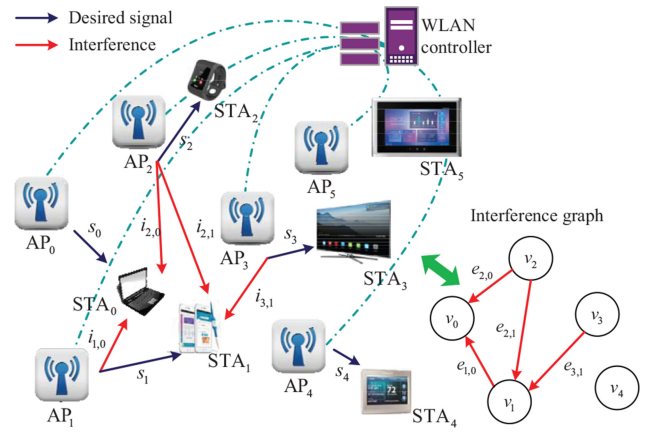 Desired signal
Interference
WLAN
controller
STA2
AP2
s2
STA5
AP5
AP0
s0
i2,0
i2,1
AP3
s3
STA3
Interference graph
STA0
i1,0
i3,1
e2,0
v2
v0
e2,1
v3
e1,0
e3,1
v1
v4
AP1
s1
STA1
AP4
s4
72
STA4